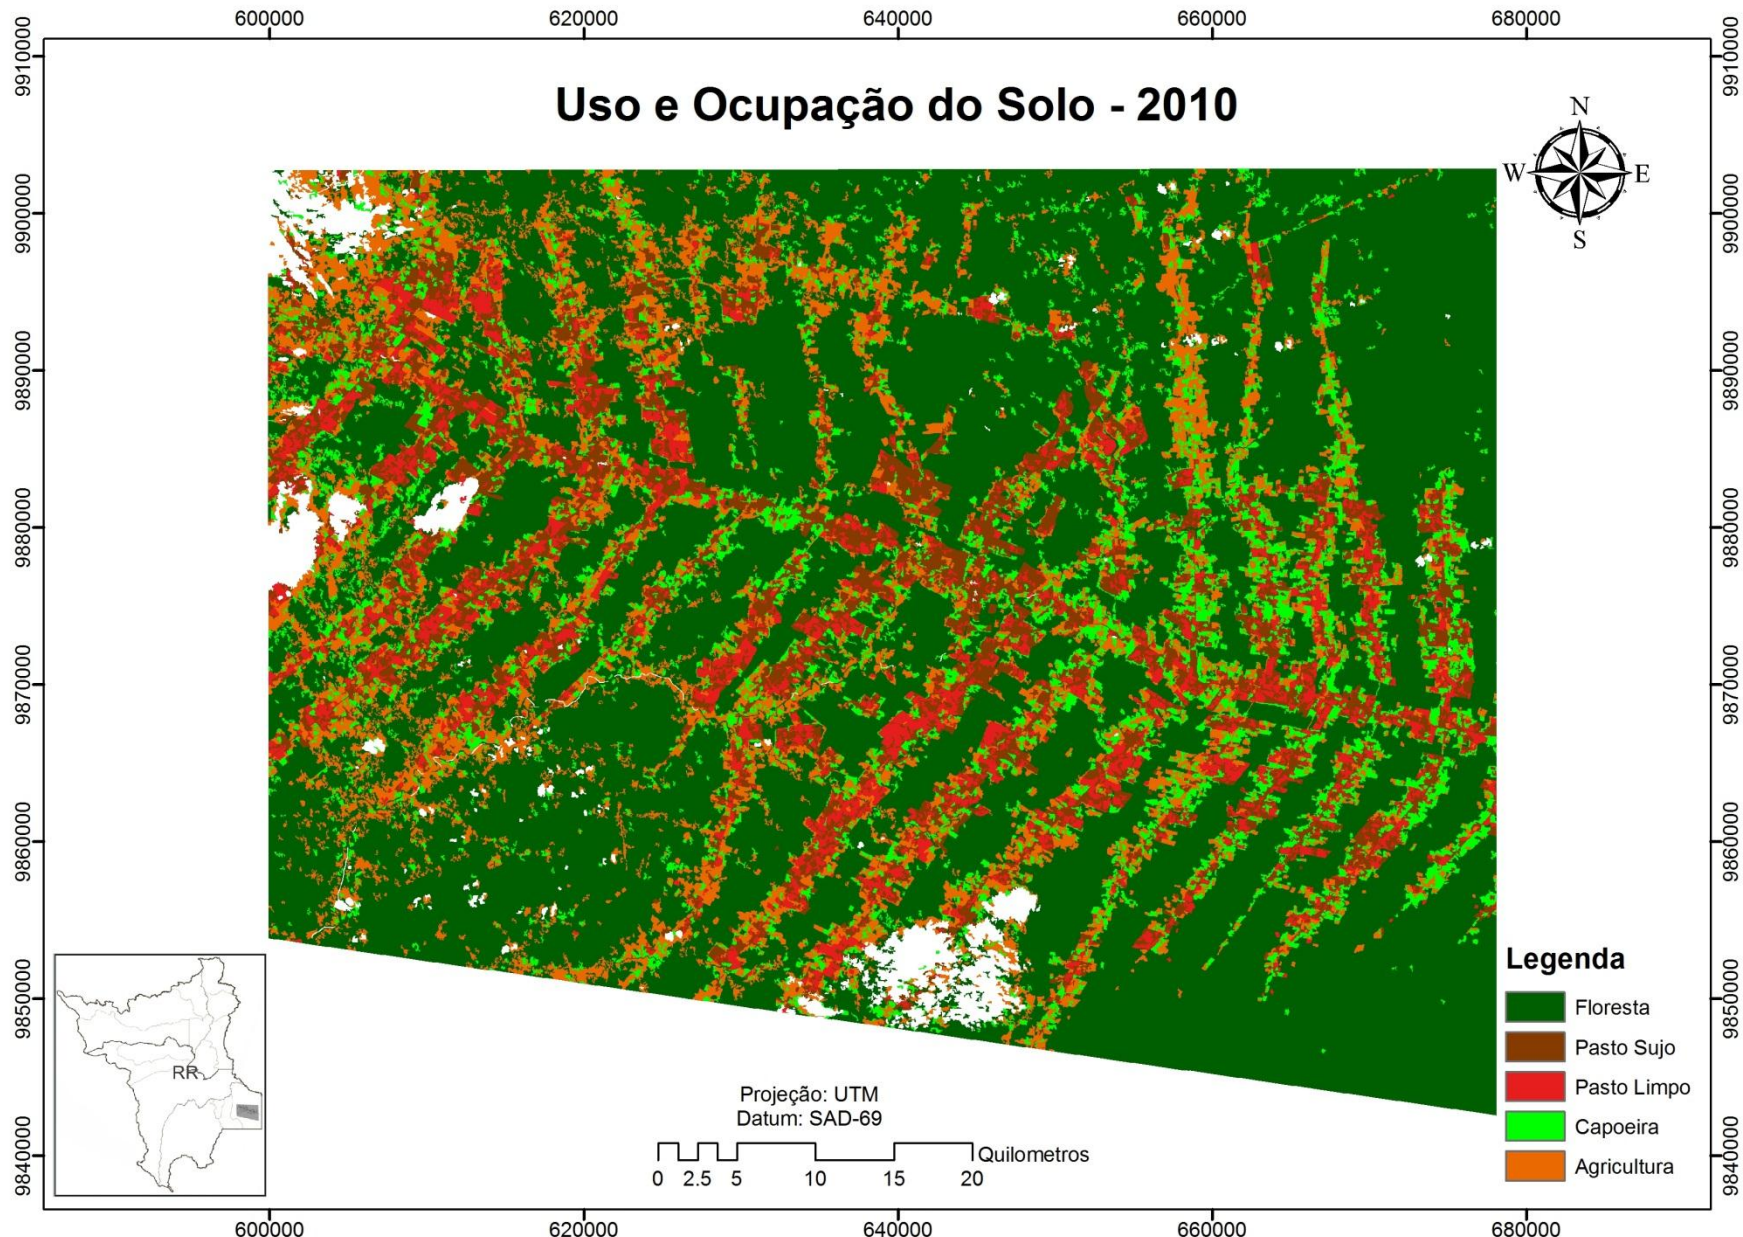 600000 620000 640000 660000 680000
9910000 9910000
Uso e Ocupação do Solo - 2010
N
W E
S
9900000 9900000
9890000 9890000
9880000 9880000
9870000 9870000
9860000 9860000
9850000 9850000
9840000 9840000
RR
Projeção: UTM
Datum: SAD-69
Quilometros
0 2.5 5 10 15 20
Legenda
Floresta
Pasto Sujo
Pasto Limpo
Capoeira
Agricultura
600000 620000 640000 660000 680000